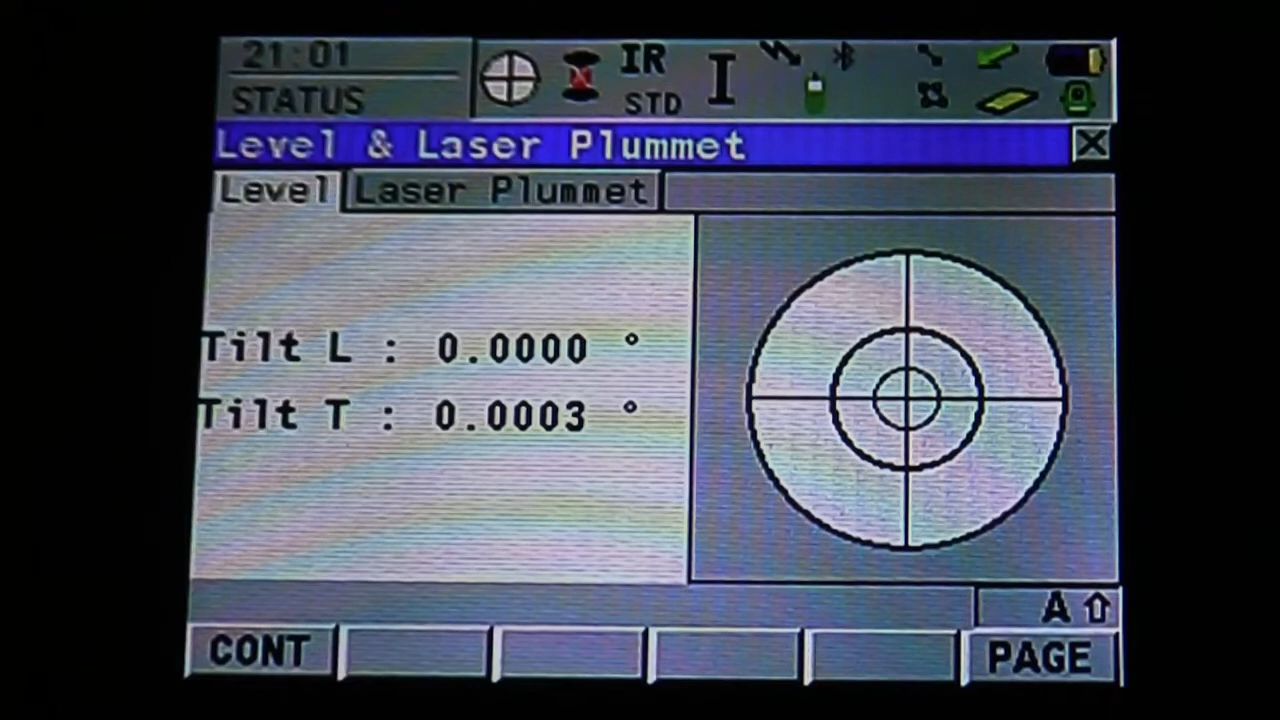 21:01
STATUS
IR
STD
I
Level & Laser Plummet
Level
Laser Plummet
Tilt L : 0.0000 °
Tilt T : 0.0003 °
A
CONT
PAGE